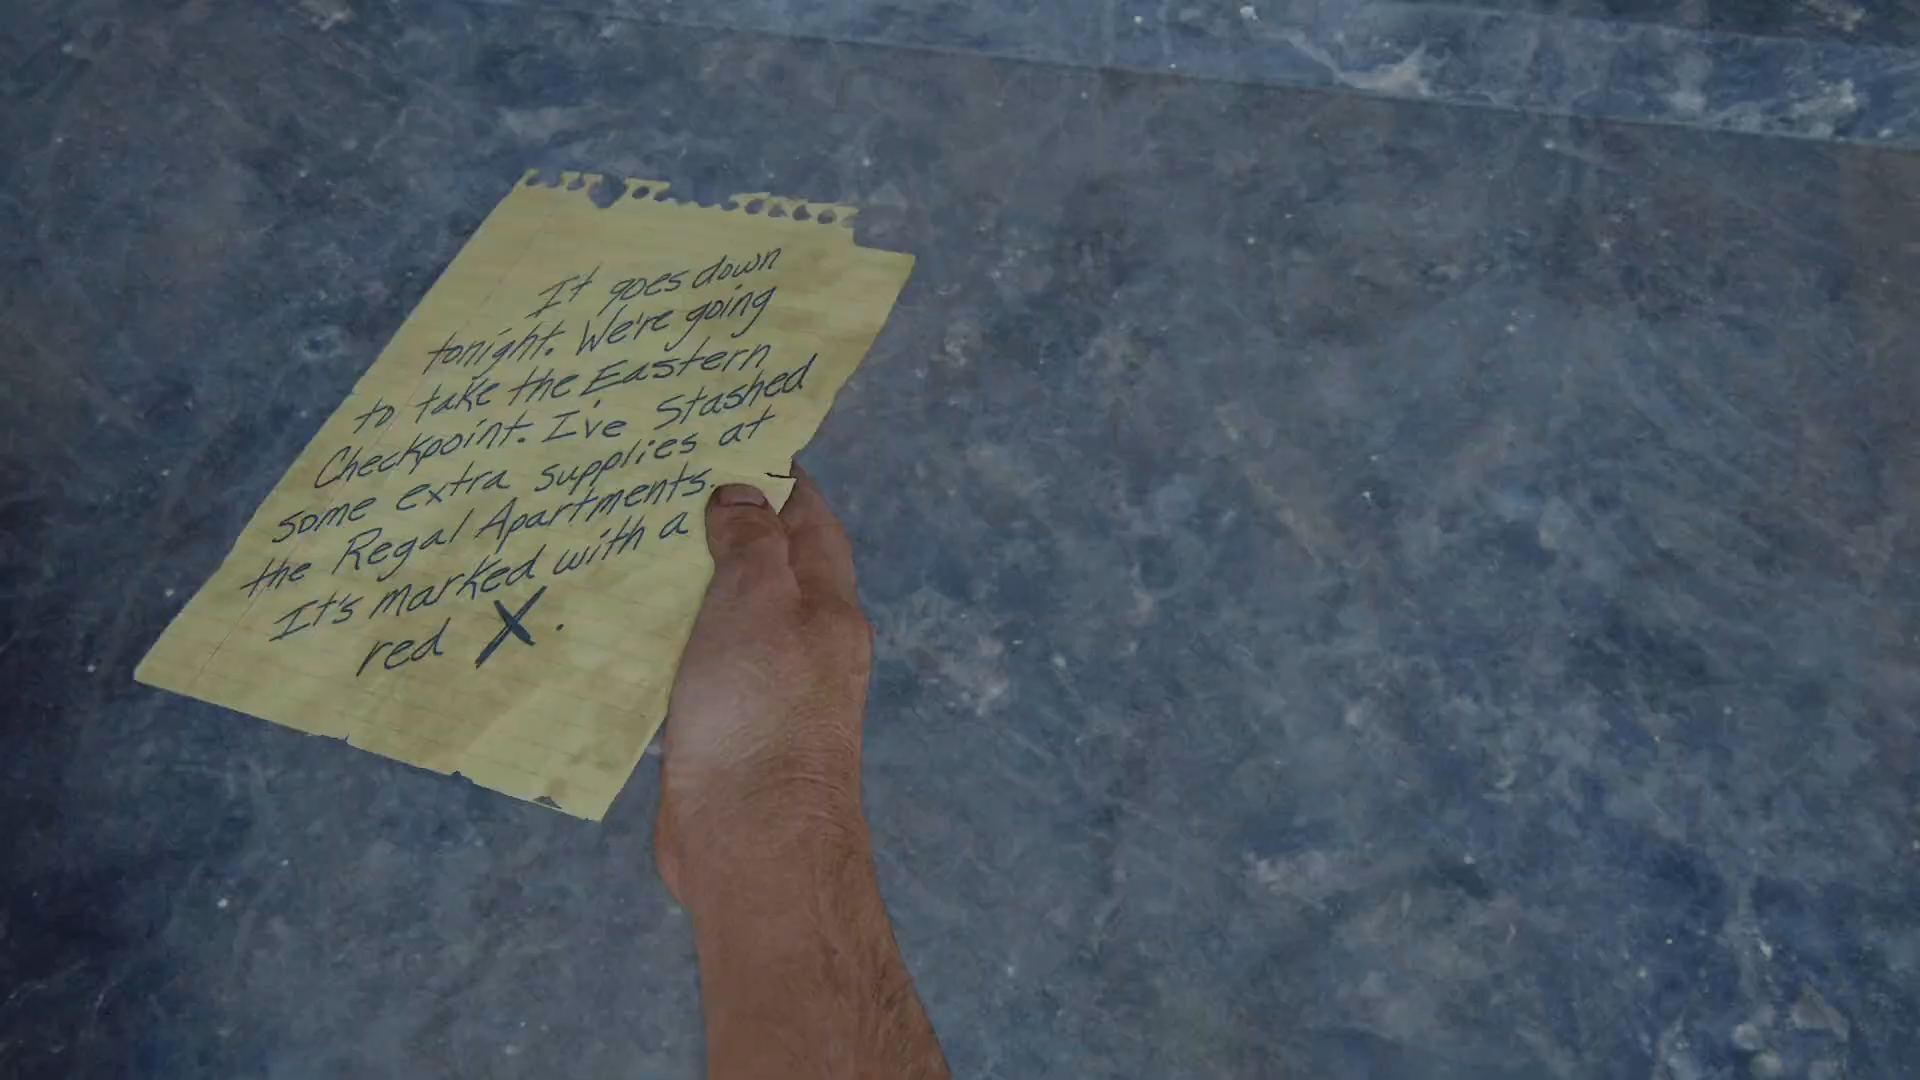 It goes down
tonight. We're going
to take the Eastern
Checkpoint. I've Stashed
some extra supplies at
the Regal Apartments.
It's marked with a
red X.